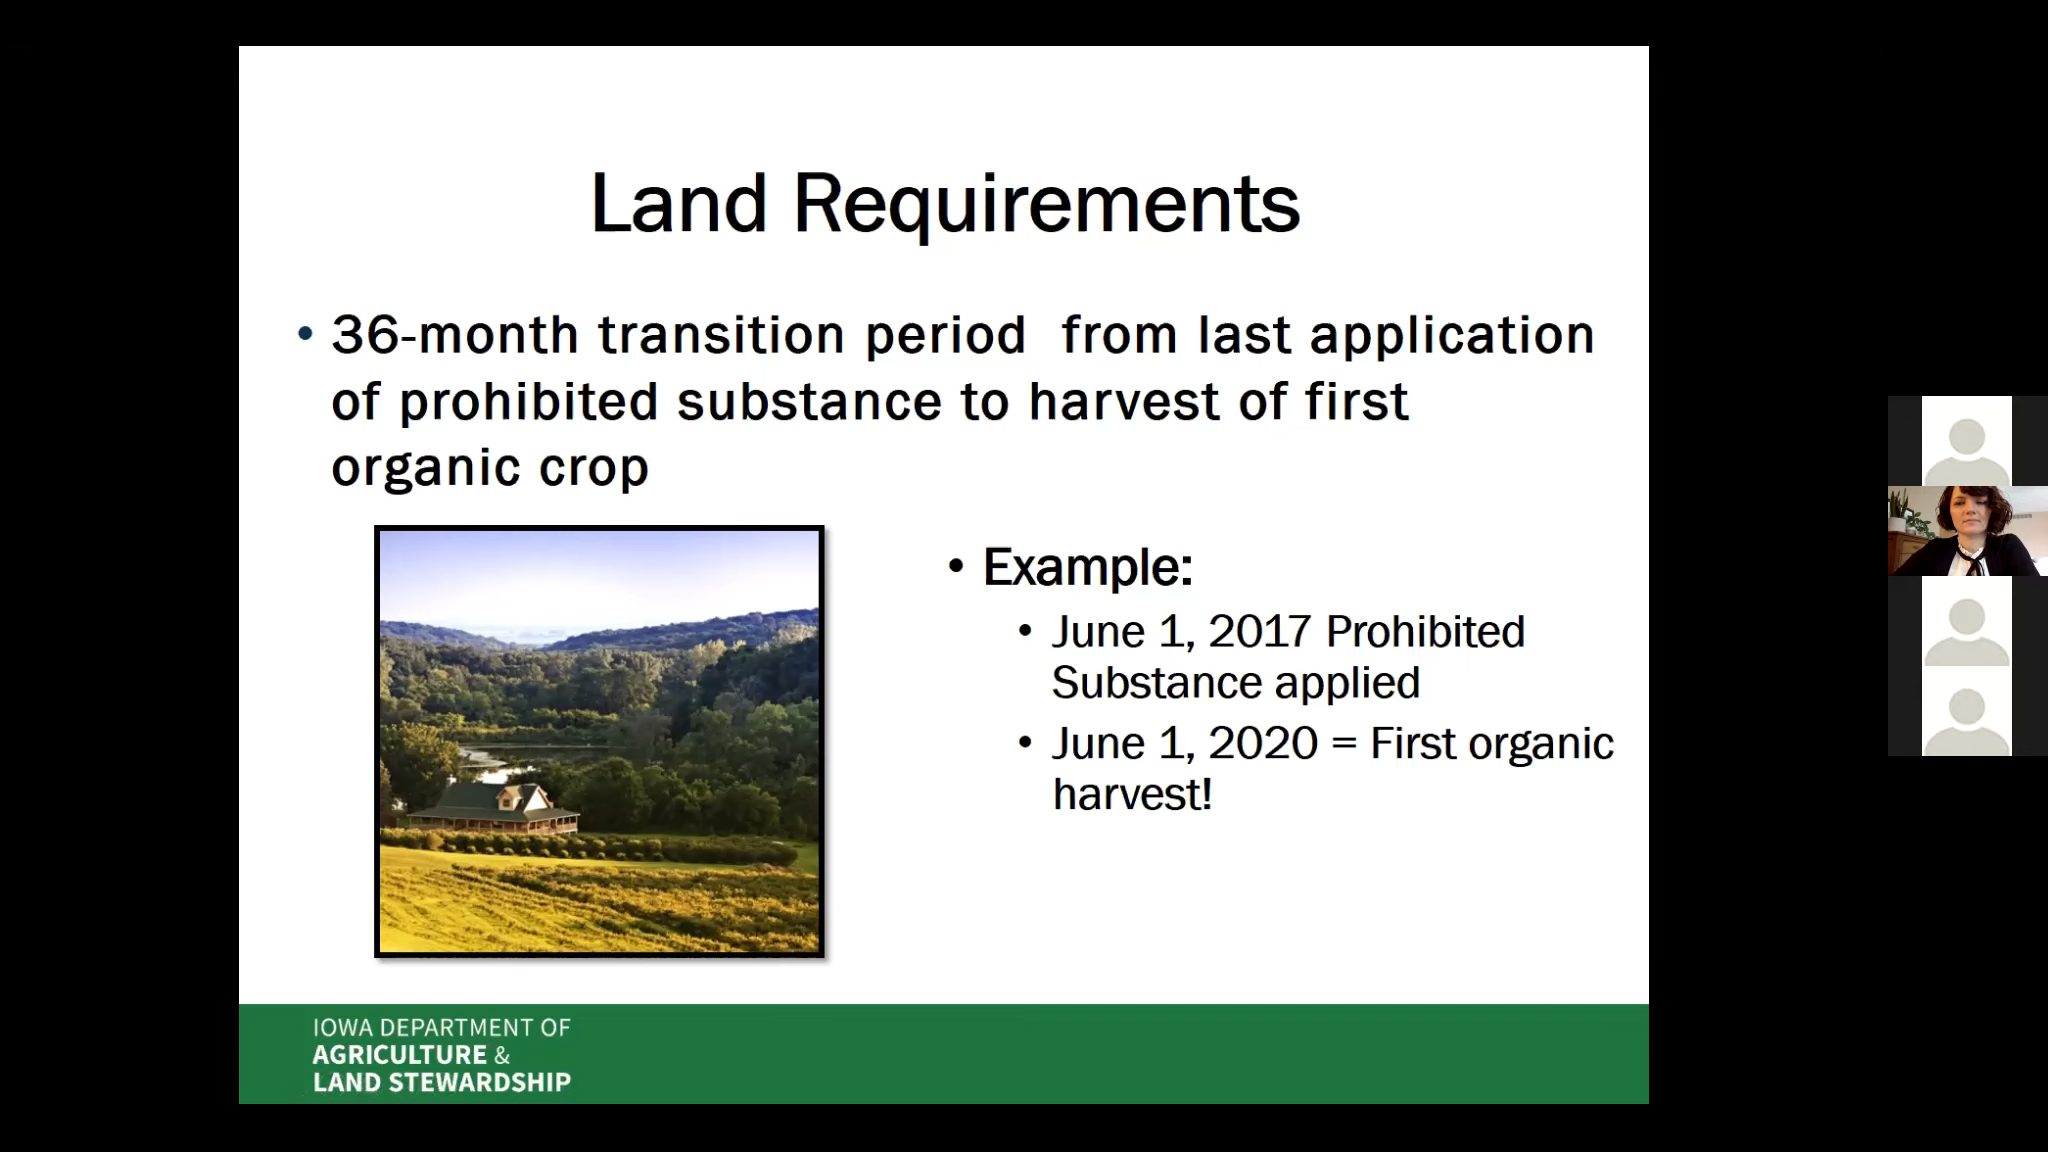 Land Requirements
• 36-month transition period from last application
of prohibited substance to harvest of first
organic crop
• Example:
• June 1, 2017 Prohibited
Substance applied
• June 1, 2020 = First organic
harvest!
IOWA DEPARTMENT OF
AGRICULTURE &
LAND STEWARDSHIP